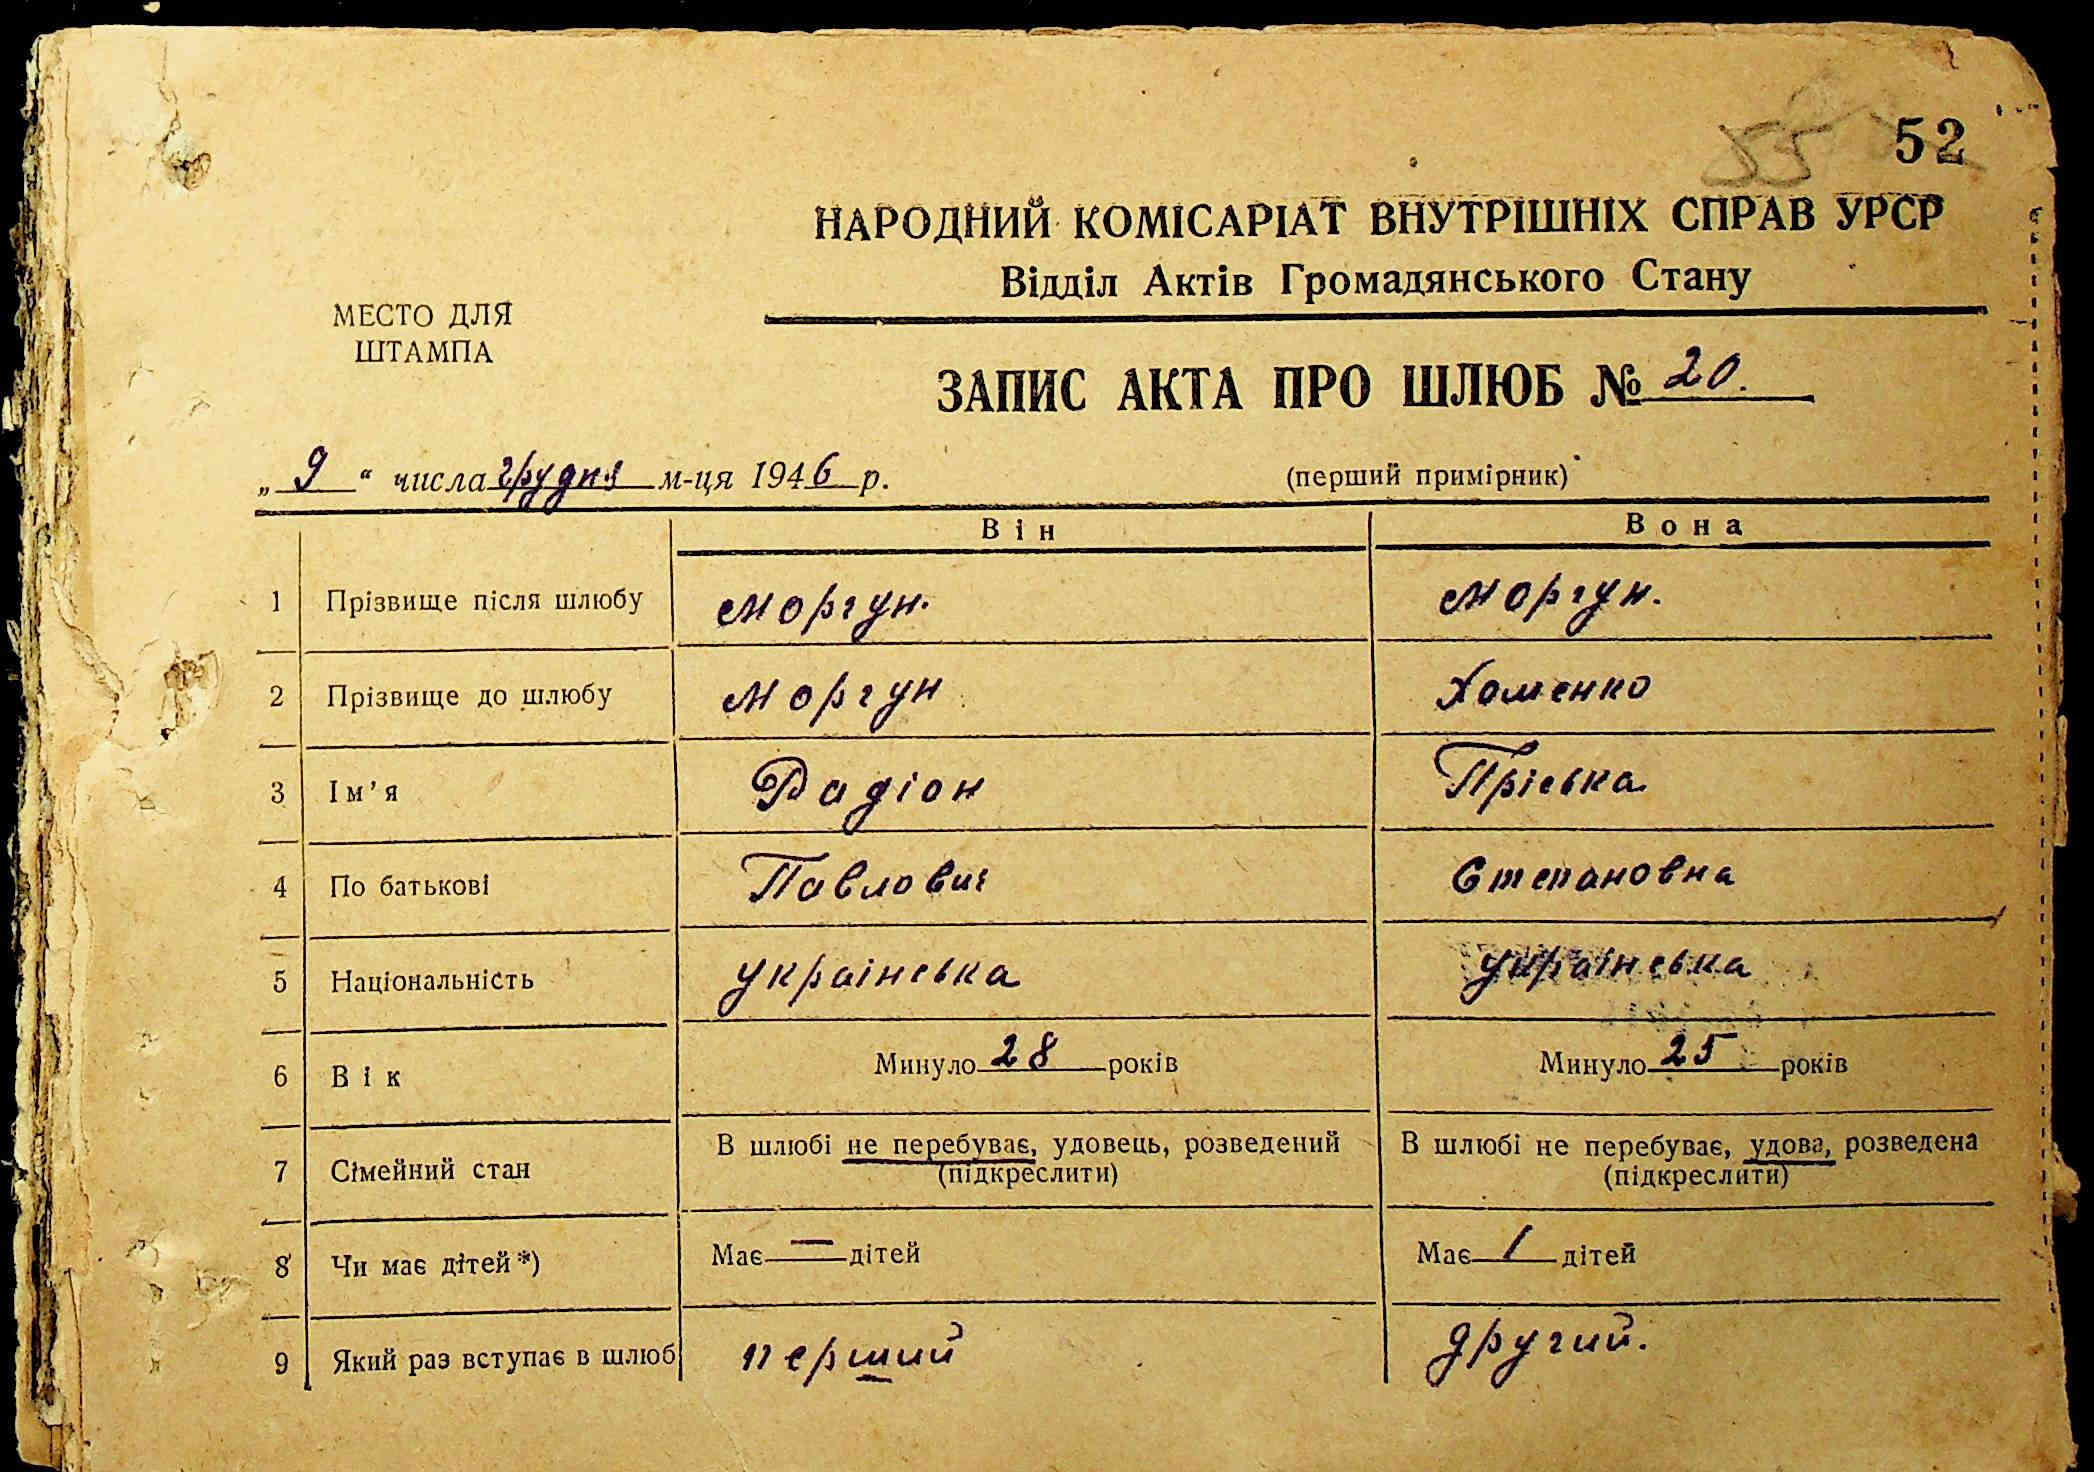 55
52
НАРОДНИЙ КОМІСАРІАТ ВНУТРІШНІХ СПРАВ УРСР
Відділ Актів Громадянського Стану
МЕСТО ДЛЯ
ШТАМПА
ЗАПИС АКТА ПРО ШЛЮБ № 20.
„ 9 “ числа грудня м-ця 1946 р.
(перший примірник)
Він Вона
1 Прізвище після шлюбу Моргун. Моргун.
2 Прізвище до шлюбу Моргун Хоменко
3 Ім’я Радіон Пріська
4 По батькові Павлович Степановна
5 Національність українська українська
6 Вік Минуло 28 років Минуло 25 років
7 Сімейний стан В шлюбі не перебуває, удовець, розведений В шлюбі не перебуває, удова, розведена
(підкреслити) (підкреслити)
8 Чи має дітей*) Має — дітей Має 1 дітей
9 Який раз вступає в шлюб перший другий.